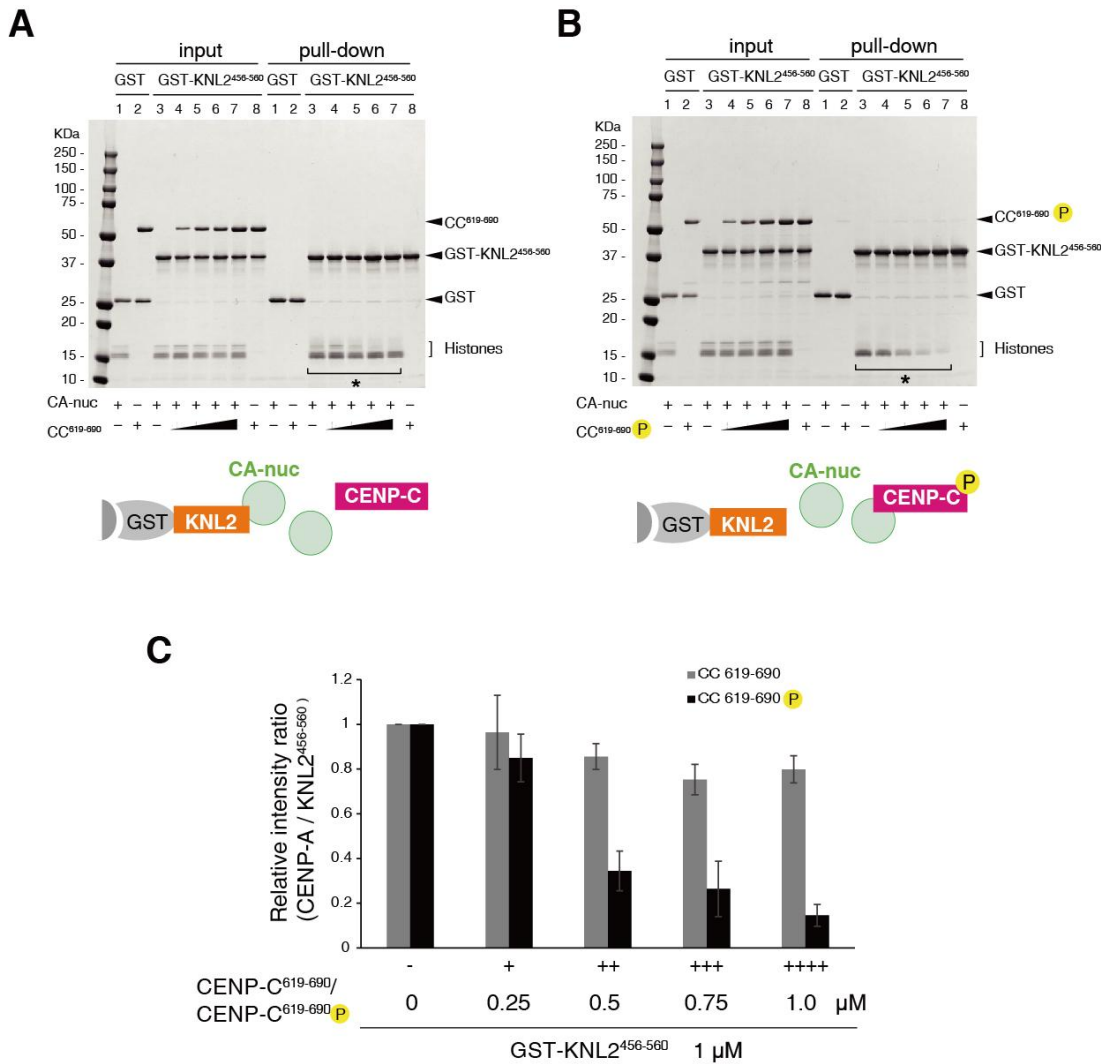 A
input pull-down
GST GST-KNL2⁴⁵⁶⁻⁵⁶⁰ GST GST-KNL2⁴⁵⁶⁻⁵⁶⁰
1 2 3 4 5 6 7 8 1 2 3 4 5 6 7 8
KDa
250 -
150 -
100 -
75 -
50 -
37 -
25 -
20 -
15 -
10 -
CC⁶¹⁹⁻⁶⁹⁰
GST-KNL2⁴⁵⁶⁻⁵⁶⁰
GST
Histones
*
CA-nuc + − + + + + + − + − + + + + + −
CC⁶¹⁹⁻⁶⁹⁰ − + − + − + − +
CA-nuc
GST KNL2 CENP-C
B
input pull-down
GST GST-KNL2⁴⁵⁶⁻⁵⁶⁰ GST GST-KNL2⁴⁵⁶⁻⁵⁶⁰
1 2 3 4 5 6 7 8 1 2 3 4 5 6 7 8
KDa
250 -
150 -
100 -
75 -
50 -
37 -
25 -
20 -
15 -
10 -
CC⁶¹⁹⁻⁶⁹⁰ P
GST-KNL2⁴⁵⁶⁻⁵⁶⁰
GST
Histones
*
CA-nuc + − + + + + + − + − + + + + + −
CC⁶¹⁹⁻⁶⁹⁰ P − + − + − + − +
CA-nuc
GST KNL2 CENP-C P
C
CC 619-690
CC 619-690 P
Relative intensity ratio
(CENP-A / KNL2⁴⁵⁶⁻⁵⁶⁰)
1.2
1
0.8
0.6
0.4
0.2
0
- + ++ +++ ++++
CENP-C⁶¹⁹⁻⁶⁹⁰/
CENP-C⁶¹⁹⁻⁶⁹⁰ P 0 0.25 0.5 0.75 1.0 µM
GST-KNL2⁴⁵⁶⁻⁵⁶⁰ 1 µM